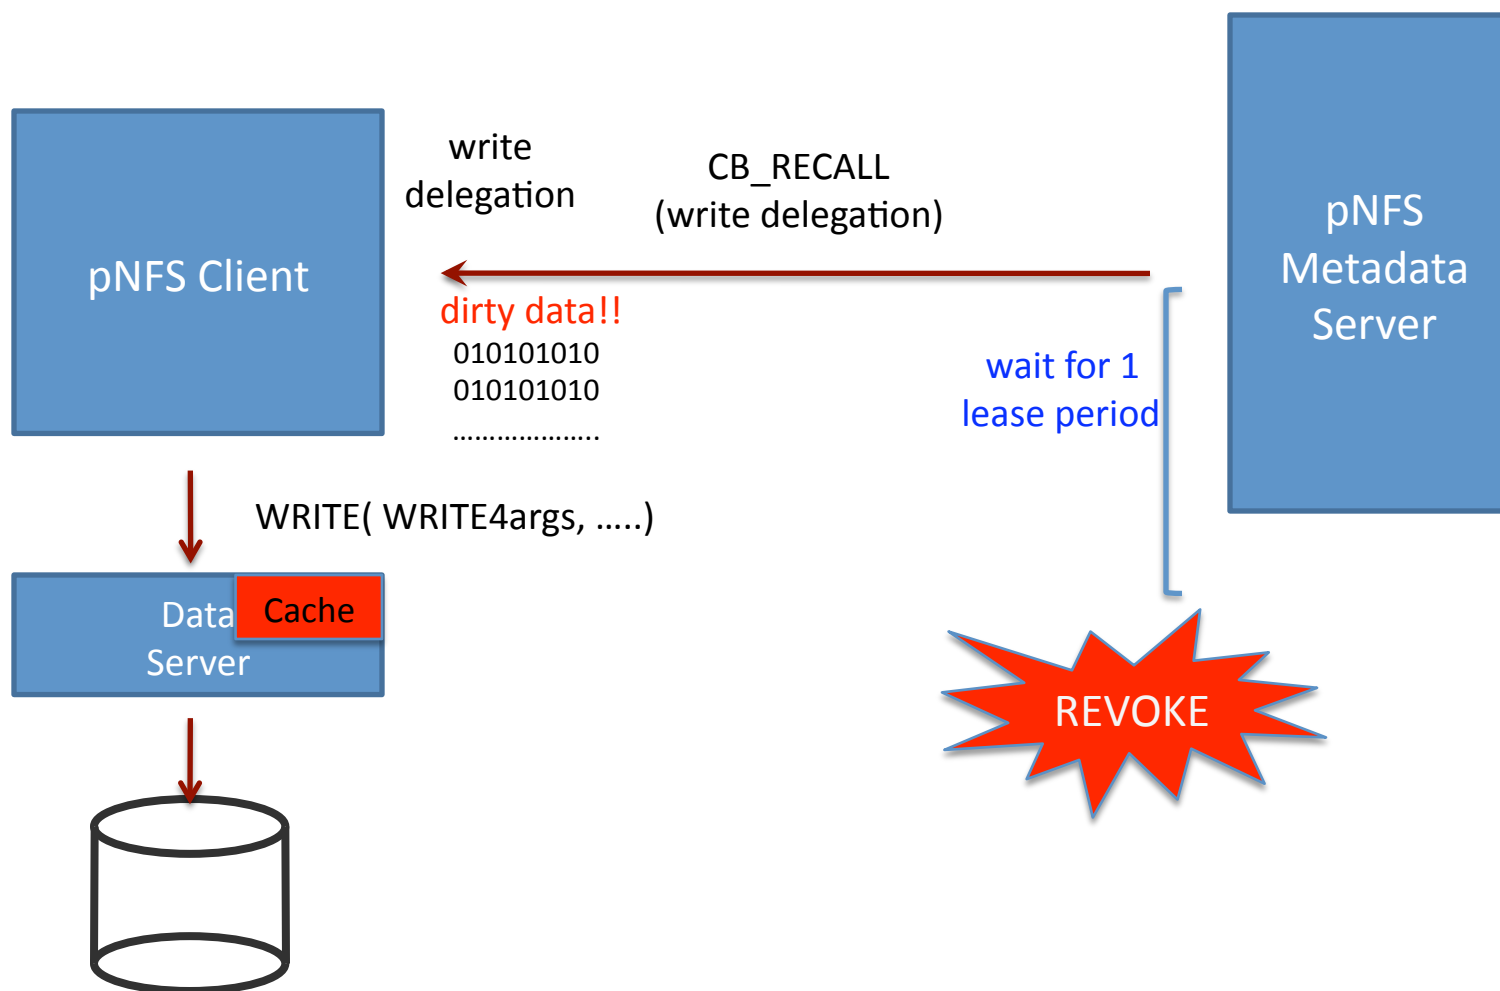 write
delegation
CB_RECALL
(write delegation)
pNFS
Metadata
Server
pNFS Client
dirty data!!
010101010
010101010
………………..
wait for 1
lease period
WRITE( WRITE4args, …..)
Data
Server
Cache
REVOKE